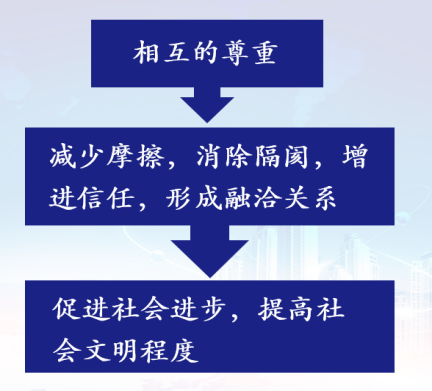 相互的尊重
减少摩擦，消除隔阂，增
进信任，形成融洽关系
促进社会进步，提高社
会文明程度